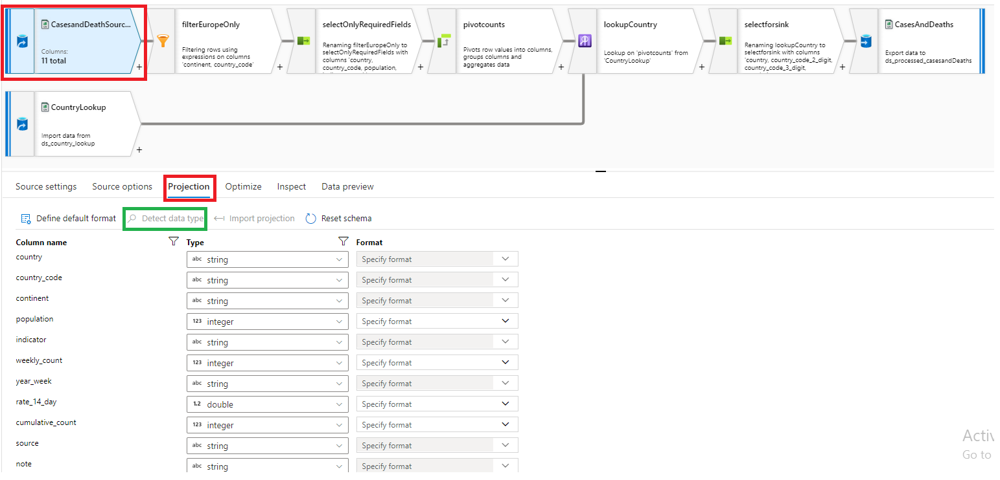 CasesandDeathSourc...
Columns:
11 total
+
filterEuropeOnly
Filtering rows using
expressions on columns
'continent, country_code'
+
selectOnlyRequiredFields
Renaming filterEuropeOnly to
selectOnlyRequiredFields with
columns 'country,
country_code, population,
+
pivotcounts
Pivots row values into columns,
groups columns and
aggregates data
+
lookupCountry
Lookup on 'pivotcounts' from
'CountryLookup'
+
selectforsink
Renaming lookupCountry to
selectforsink with columns
'country, country_code_2_digit,
country_code_3_digit,
+
CasesAndDeaths
Export data to
ds_processed_casesandDeaths
CountryLookup
Import data from
ds_country_lookup
+
Source settings Source options Projection Optimize Inspect Data preview
Define default format Detect data type Import projection Reset schema
Column name Type Format
country abc string Specify format
country_code abc string Specify format
continent abc string Specify format
population 123 integer Specify format
indicator abc string Specify format
weekly_count 123 integer Specify format
year_week abc string Specify format
rate_14_day 1.2 double Specify format
cumulative_count 123 integer Specify format
source abc string Specify format
note abc string Specify format
Activ
Go to